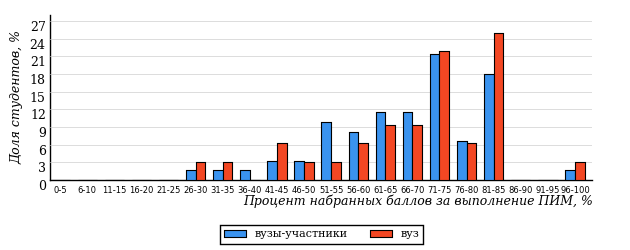 Доля студентов, %
27
24
21
18
15
12
9
6
3
0
0-5 6-10 11-15 16-20 21-25 26-30 31-35 36-40 41-45 46-50 51-55 56-60 61-65 66-70 71-75 76-80 81-85 86-90 91-95 96-100
Процент набранных баллов за выполнение ПИМ, %
вузы-участники вуз